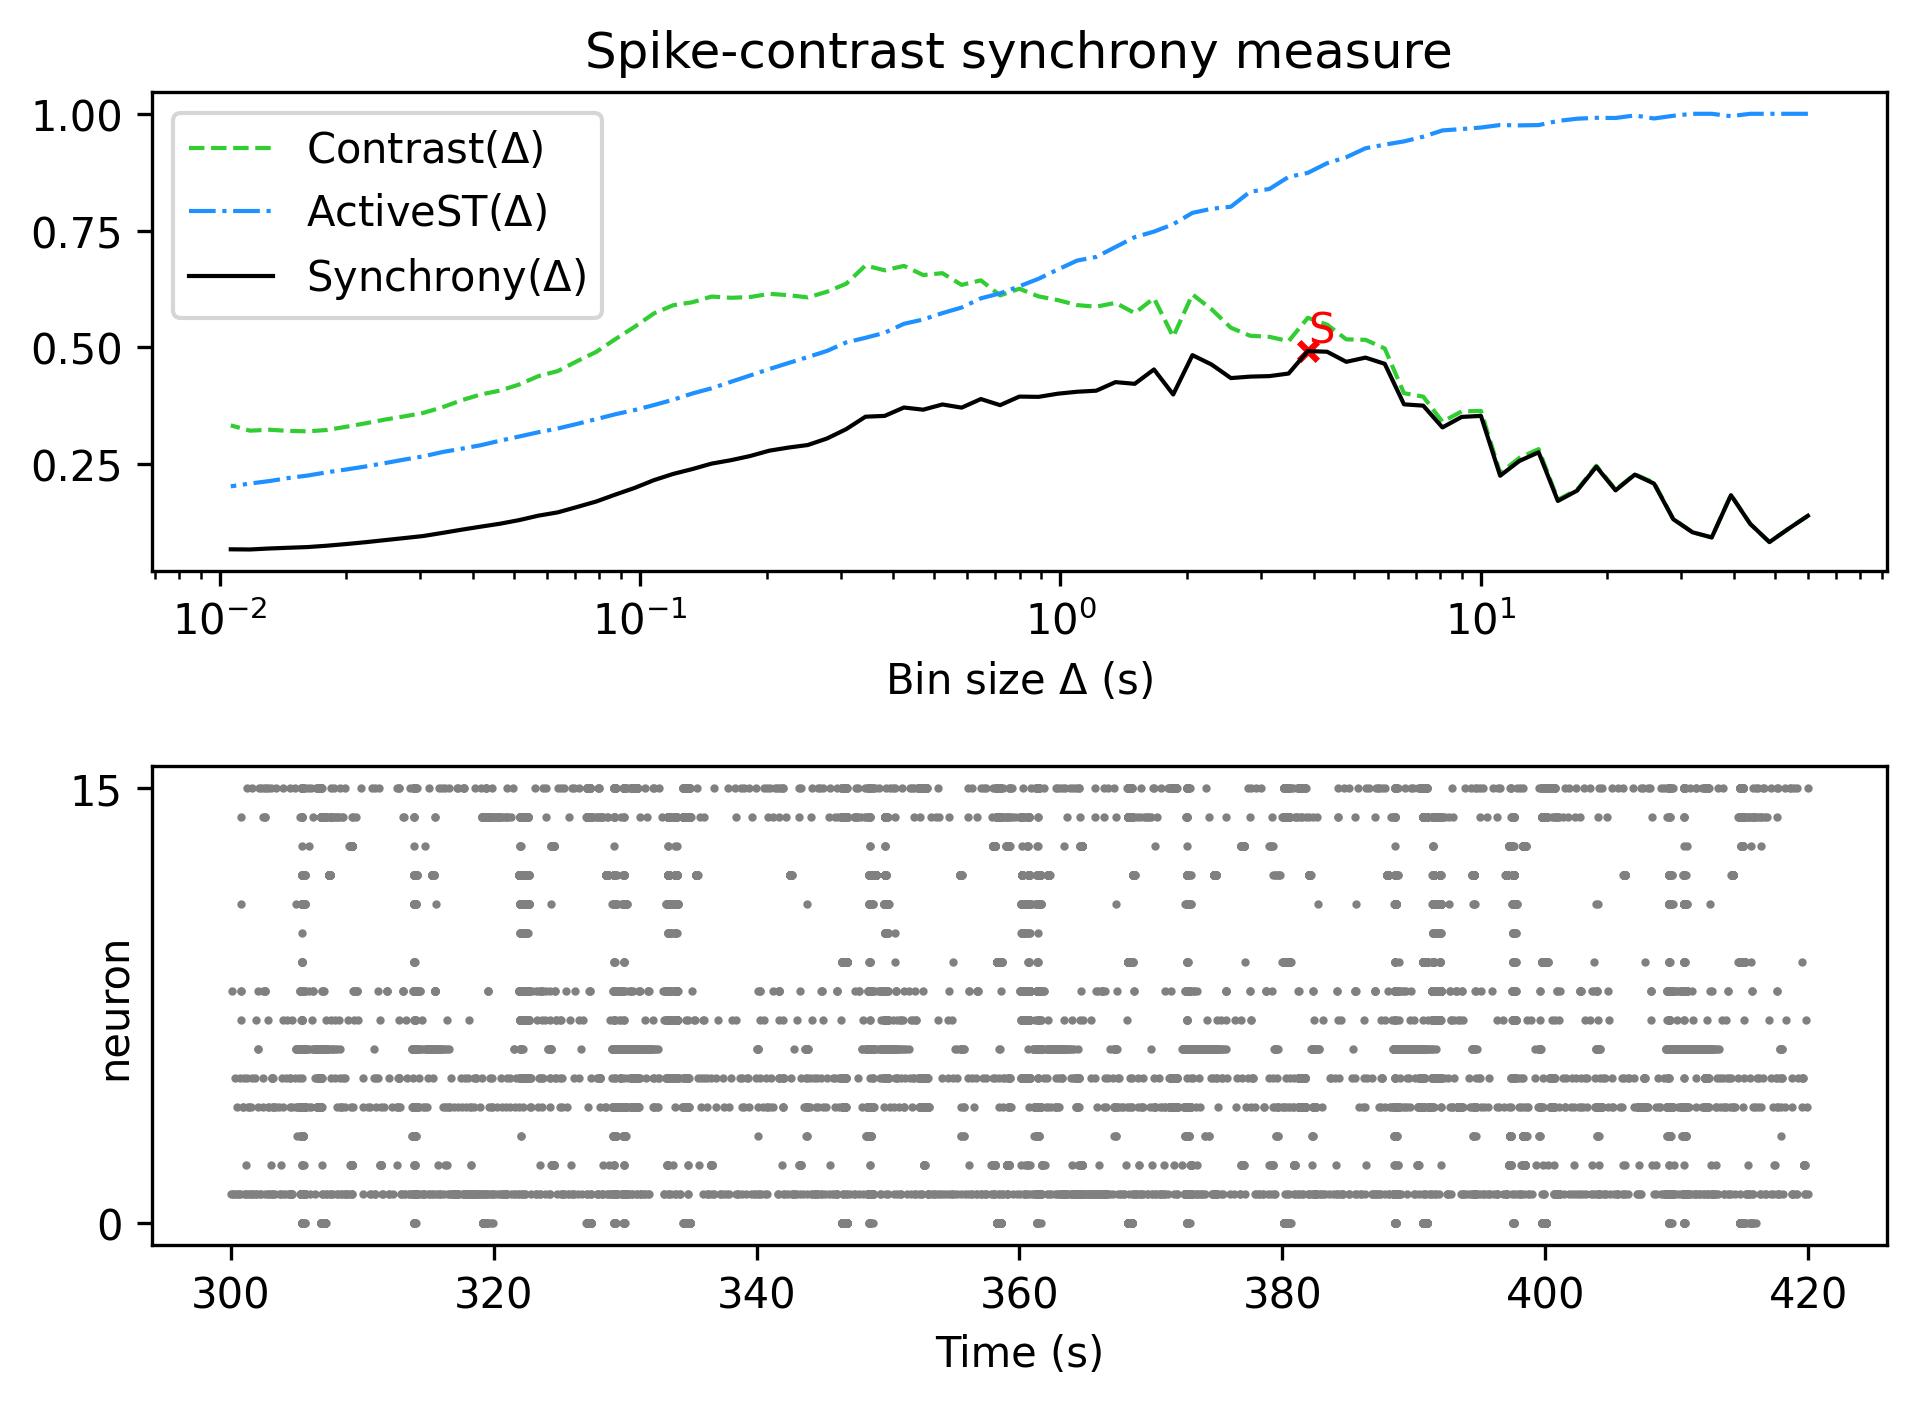 Spike-contrast synchrony measure
1.00
0.75
0.50
0.25
Contrast(Δ)
ActiveST(Δ)
Synchrony(Δ)
S
10⁻² 10⁻¹ 10⁰ 10¹
Bin size Δ (s)
15
0
neuron
300 320 340 360 380 400 420
Time (s)